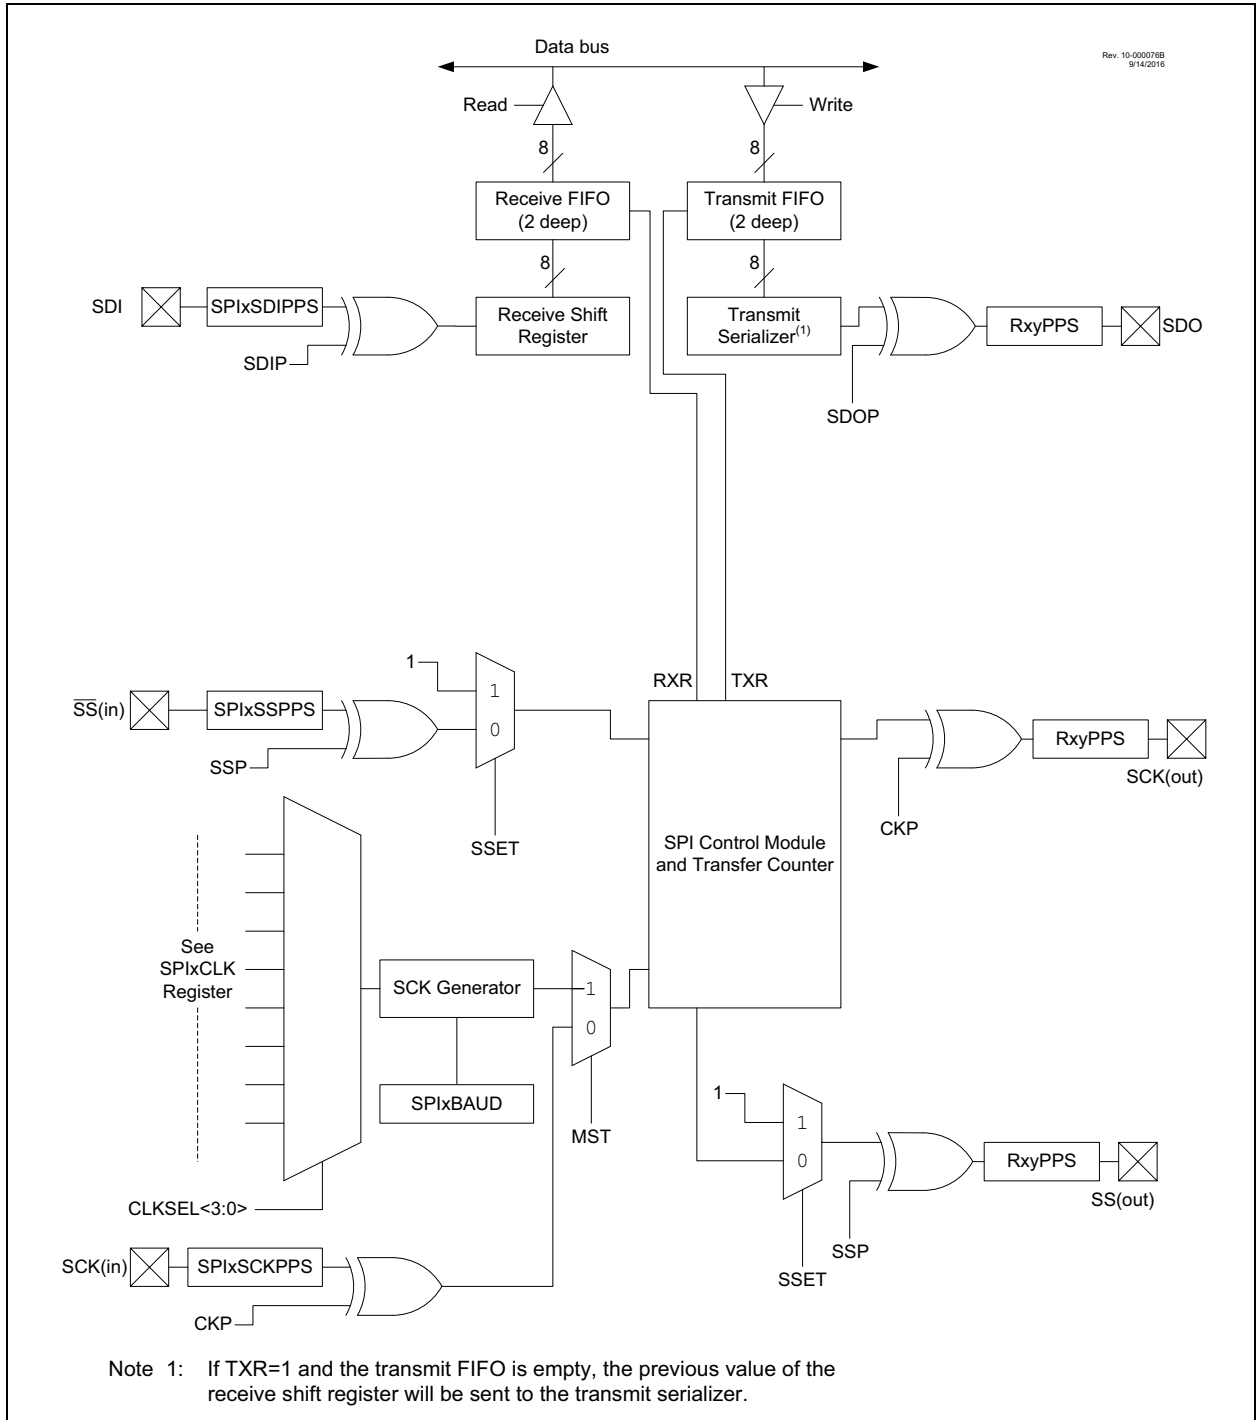 Data bus
Rev. 10-000076B
9/14/2016
Read
Write
8
8
Receive FIFO
(2 deep)
Transmit FIFO
(2 deep)
8
8
SDI
SPIxSDIPPS
Receive Shift
Register
Transmit
Serializer(1)
RxyPPS
SDO
SDIP
SDOP
1
RXR
TXR
1
0
SS(in)
SPIxSSPPS
RxyPPS
SSP
SCK(out)
CKP
SSET
SPI Control Module
and Transfer Counter
See
SPIxCLK
Register
SCK Generator
1
0
SPIxBAUD
MST
1
1
0
RxyPPS
SS(out)
CLKSEL<3:0>
SSP
SSET
SCK(in)
SPIxSCKPPS
CKP
Note 1: If TXR=1 and the transmit FIFO is empty, the previous value of the
receive shift register will be sent to the transmit serializer.